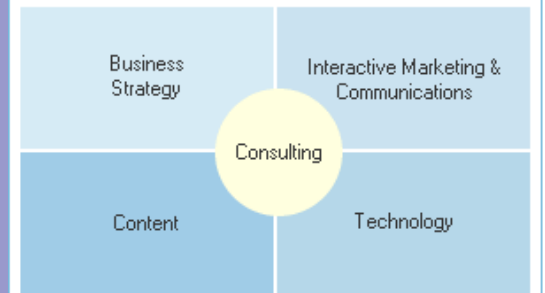 Business
Strategy
Interactive Marketing &
Communications
Consulting
Content
Technology